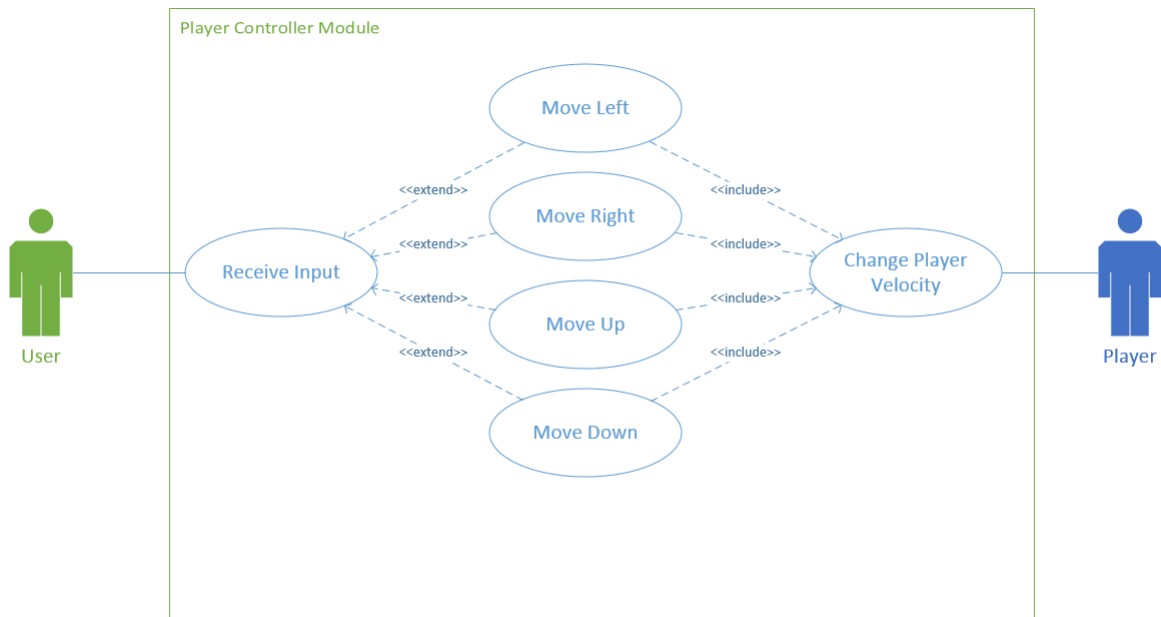 Player Controller Module
Move Left
<<extend>>
<<include>>
Move Right
<<extend>>
<<include>>
Receive Input
Change Player
Velocity
<<extend>>
<<include>>
Move Up
<<extend>>
<<include>>
User
Player
Move Down